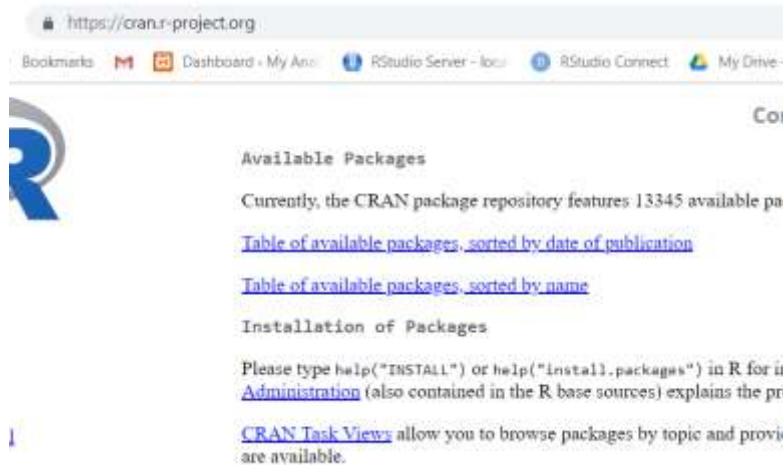 https://cran.r-project.org
Bookmarks M Dashboard - My Ana RStudio Server - loca RStudio Connect My Drive -
R
Cor
Available Packages
Currently, the CRAN package repository features 13345 available pa
Table of available packages, sorted by date of publication
Table of available packages, sorted by name
Installation of Packages
Please type help("INSTALL") or help("install.packages") in R for in
Administration (also contained in the R base sources) explains the pr
CRAN Task Views allow you to browse packages by topic and provi
are available.